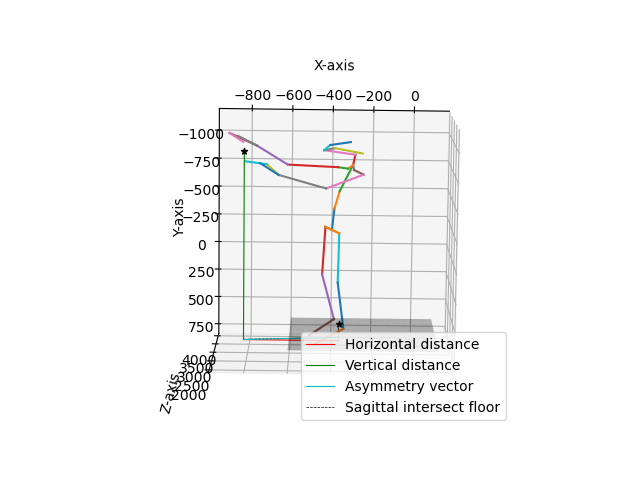 X-axis
−800 −600 −400 −200 0
−1000
−750
−500
−250
0
250
500
750
Y-axis
4000
3500
3000
2500
2000
Z-axis
Horizontal distance
Vertical distance
Asymmetry vector
Sagittal intersect floor